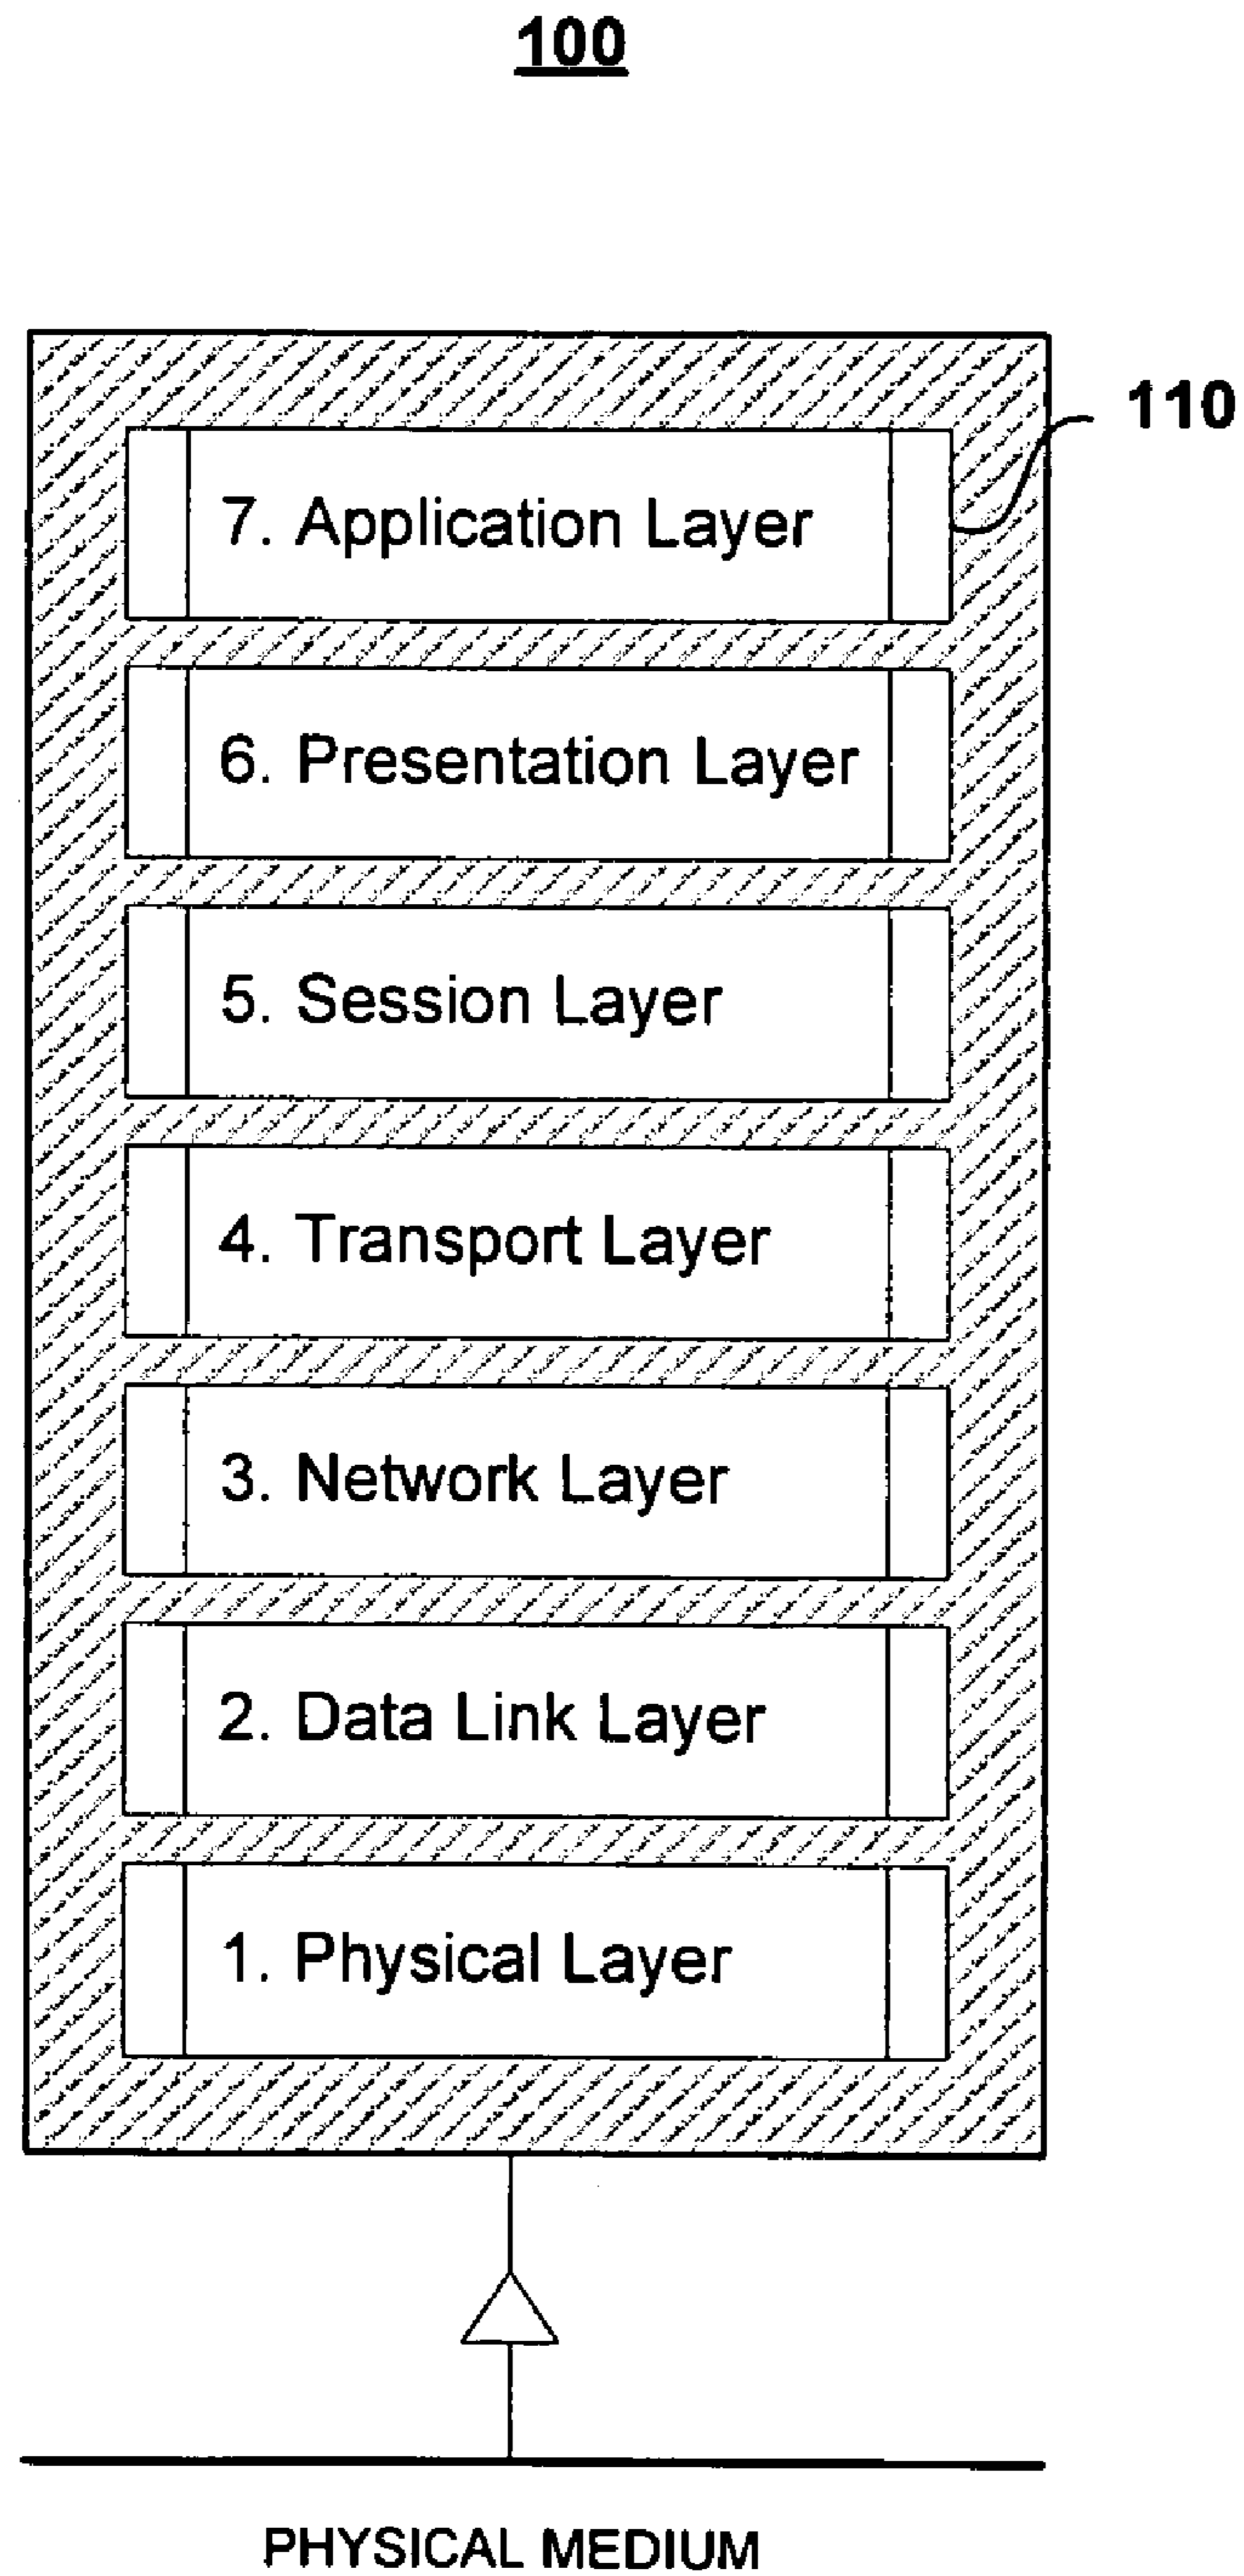 100
110
7. Application Layer
6. Presentation Layer
5. Session Layer
4. Transport Layer
3. Network Layer
2. Data Link Layer
1. Physical Layer
PHYSICAL MEDIUM